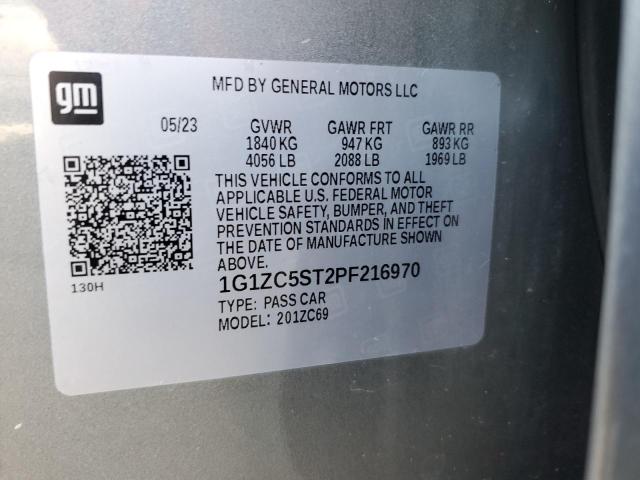 gm
MFD BY GENERAL MOTORS LLC
05/23 GVWR GAWR FRT GAWR RR
1840 KG 947 KG 893 KG
4056 LB 2088 LB 1969 LB
THIS VEHICLE CONFORMS TO ALL
APPLICABLE U.S. FEDERAL MOTOR
VEHICLE SAFETY, BUMPER, AND THEFT
PREVENTION STANDARDS IN EFFECT ON
THE DATE OF MANUFACTURE SHOWN
ABOVE.
130H
1G1ZC5ST2PF216970
TYPE: PASS CAR
MODEL: 201ZC69